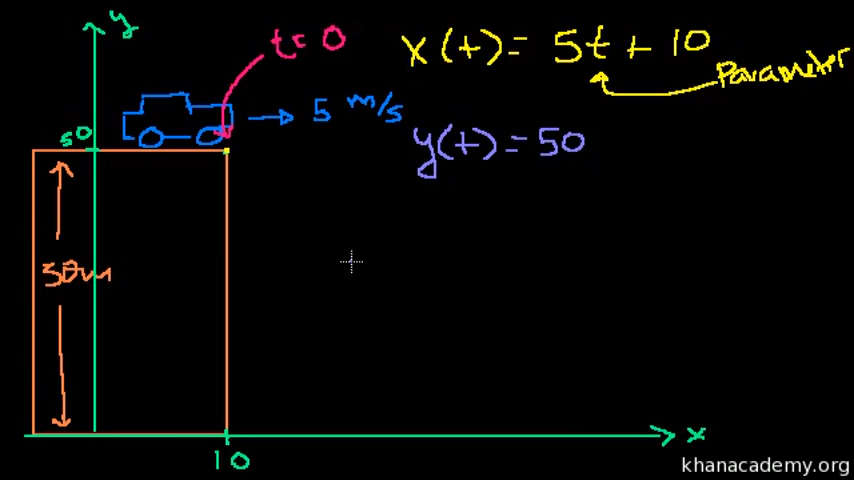 y
t=0
x(t)= 5t+10
Parameter
5 m/s
50
y(t)=50
50m
x
10
khanacademy.org